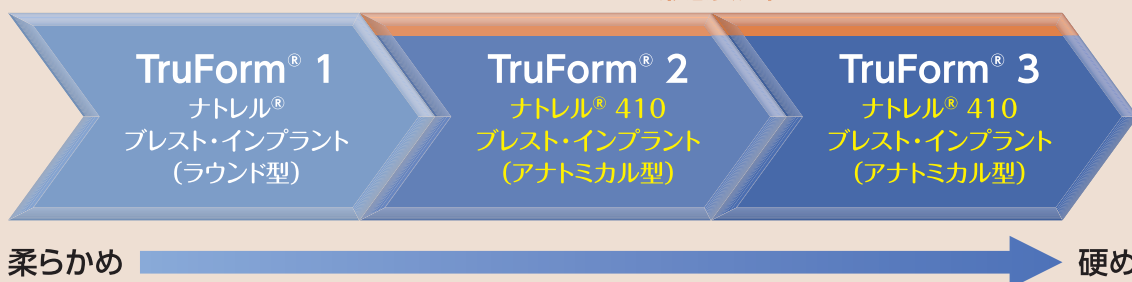 TruForm® 1
ナトレル®
ブレスト・インプラント
(ラウンド型)
TruForm® 2
ナトレル® 410
ブレスト・インプラント
(アナトミカル型)
TruForm® 3
ナトレル® 410
ブレスト・インプラント
(アナトミカル型)
柔らかめ
硬め